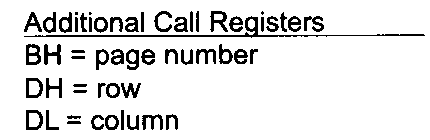 Additional Call Registers
BH = page number
DH = row
DL = column